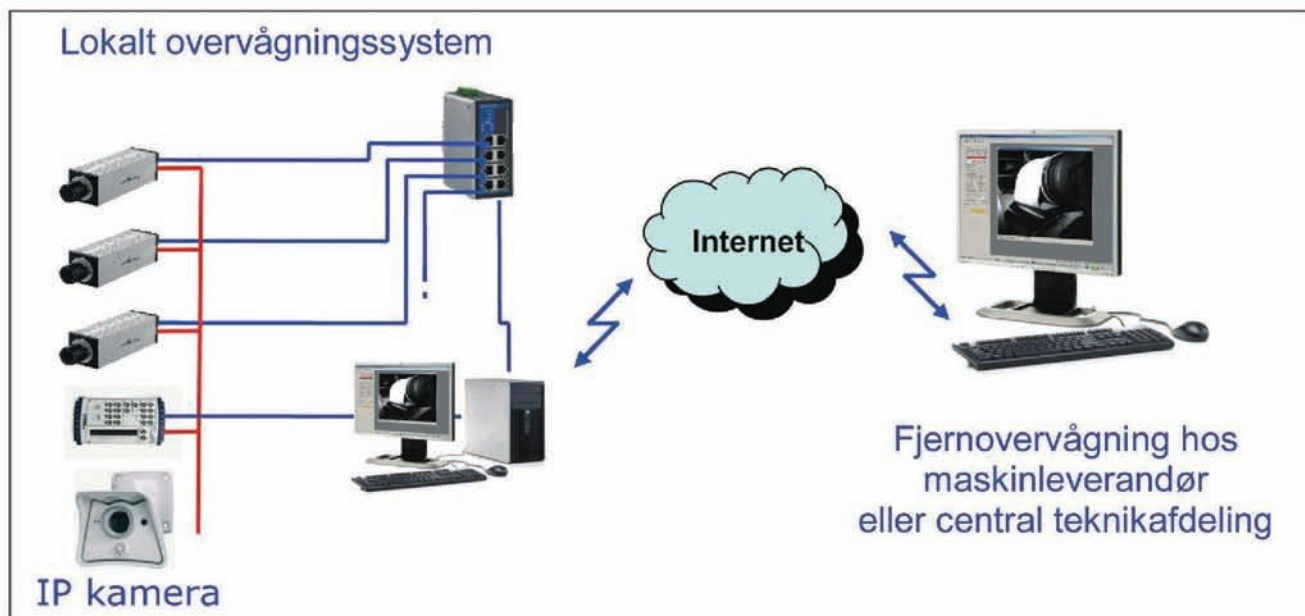 Lokalt overvågningssystem
Internet
Fjernovervågning hos
maskinleverandør
eller central teknikafdeling
IP kamera